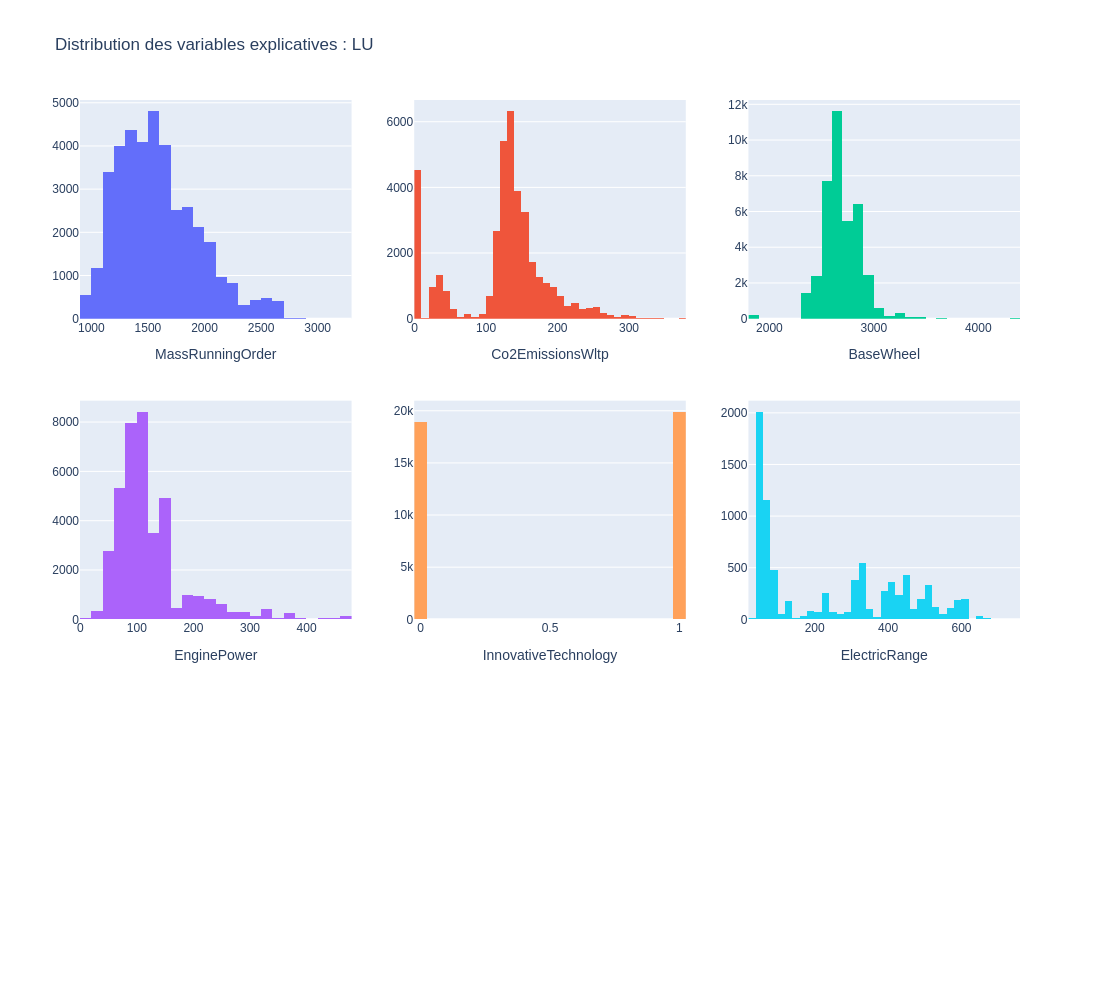 Distribution des variables explicatives : LU
5000
4000
3000
2000
1000
0
1000 1500 2000 2500 3000
MassRunningOrder
6000
4000
2000
0
0 100 200 300
Co2EmissionsWltp
12k
10k
8k
6k
4k
2k
0
2000 3000 4000
BaseWheel
8000
6000
4000
2000
0
0 100 200 300 400
EnginePower
20k
15k
10k
5k
0
0 0.5 1
InnovativeTechnology
2000
1500
1000
500
0
200 400 600
ElectricRange